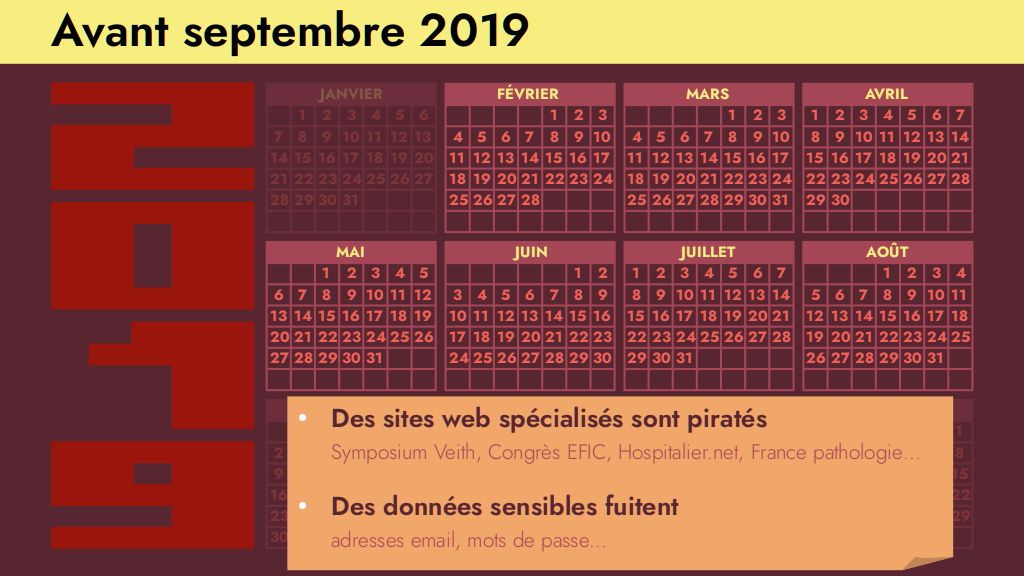 Avant septembre 2019
2019
JANVIER
1 2 3 4 5 6
7 8 9 10 11 12 13
14 15 16 17 18 19 20
21 22 23 24 25 26 27
28 29 30 31
FÉVRIER
1 2 3
4 5 6 7 8 9 10
11 12 13 14 15 16 17
18 19 20 21 22 23 24
25 26 27 28
MARS
1 2 3
4 5 6 7 8 9 10
11 12 13 14 15 16 17
18 19 20 21 22 23 24
25 26 27 28 29 30 31
AVRIL
1 2 3 4 5 6 7
8 9 10 11 12 13 14
15 16 17 18 19 20 21
22 23 24 25 26 27 28
29 30
MAI
1 2 3 4 5
6 7 8 9 10 11 12
13 14 15 16 17 18 19
20 21 22 23 24 25 26
27 28 29 30 31
JUIN
1 2
3 4 5 6 7 8 9
10 11 12 13 14 15 16
17 18 19 20 21 22 23
24 25 26 27 28 29 30
JUILLET
1 2 3 4 5 6 7
8 9 10 11 12 13 14
15 16 17 18 19 20 21
22 23 24 25 26 27 28
29 30 31
AOÛT
1 2 3 4
5 6 7 8 9 10 11
12 13 14 15 16 17 18
19 20 21 22 23 24 25
26 27 28 29 30 31
• Des sites web spécialisés sont piratés
Symposium Veith, Congrès EFIC, Hospitalier.net, France pathologie...
• Des données sensibles fuitent
adresses email, mots de passe...